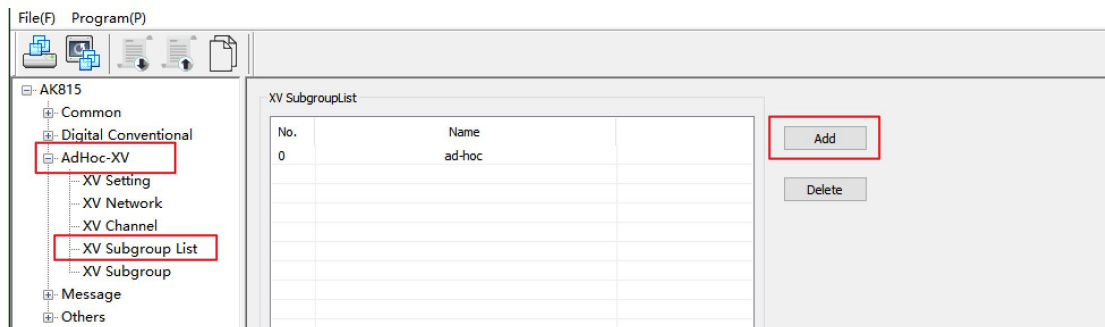 File(F) Program(P)
AK815
Common
Digital Conventional
AdHoc-XV
XV Setting
XV Network
XV Channel
XV Subgroup List
XV Subgroup
Message
Others
XV SubgroupList
No. Name
0 ad-hoc
Add
Delete